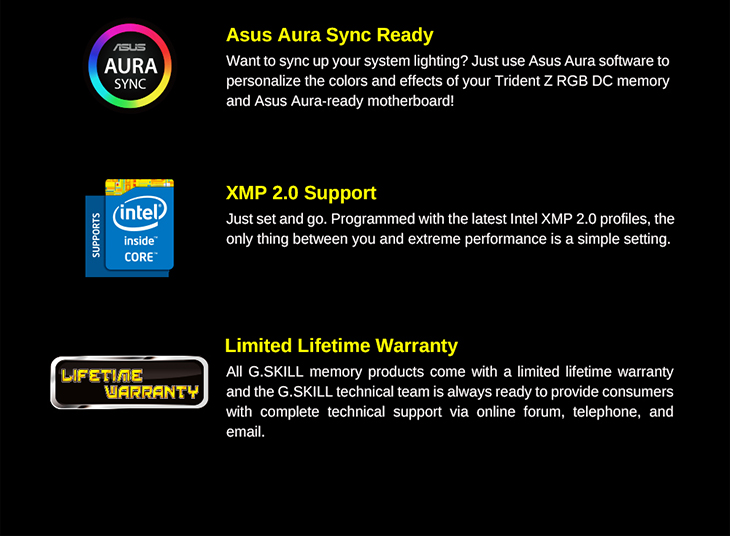 ASUS
AURA
SYNC
Asus Aura Sync Ready
Want to sync up your system lighting? Just use Asus Aura software to
personalize the colors and effects of your Trident Z RGB DC memory
and Asus Aura-ready motherboard!
SUPPORTS
intel
inside™
CORE™
XMP 2.0 Support
Just set and go. Programmed with the latest Intel XMP 2.0 profiles, the
only thing between you and extreme performance is a simple setting.
LIFETIME
WARRANTY
Limited Lifetime Warranty
All G.SKILL memory products come with a limited lifetime warranty
and the G.SKILL technical team is always ready to provide consumers
with complete technical support via online forum, telephone, and
email.